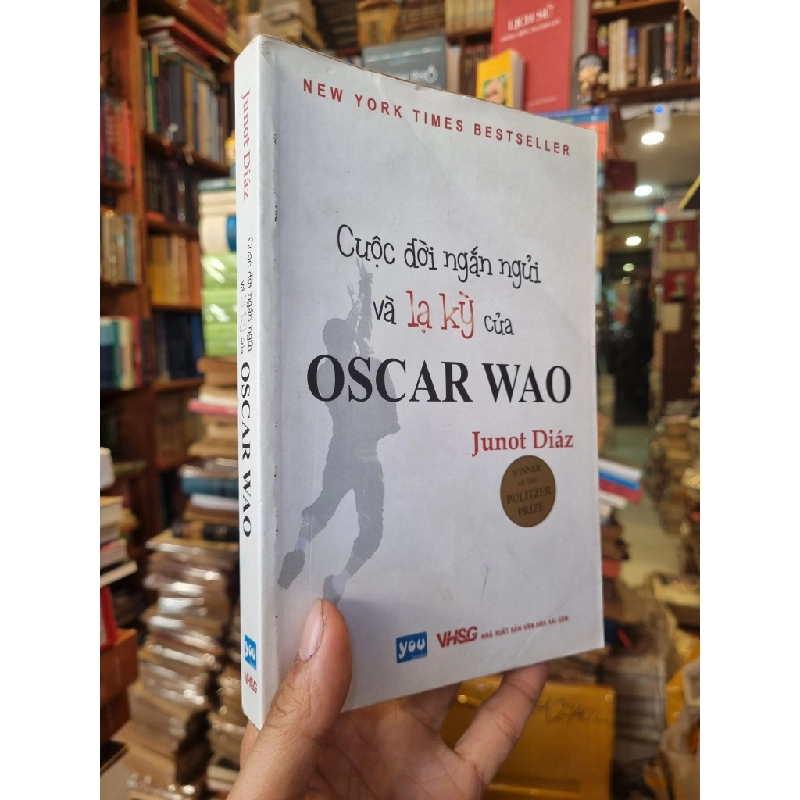 LỊCH SỬ
NEW YORK TIMES BESTSELLER
Cuộc đời ngắn ngủi
và lạ kỳ của
OSCAR WAO
Junot Diáz
WINNER
OF THE
PULITZER
PRIZE
you
VHSG NHÀ XUẤT BẢN VĂN HÓA SÀI GÒN
Junot Diáz
Cuộc đời ngắn ngủi
và lạ kỳ của
OSCAR WAO
you
VHSG